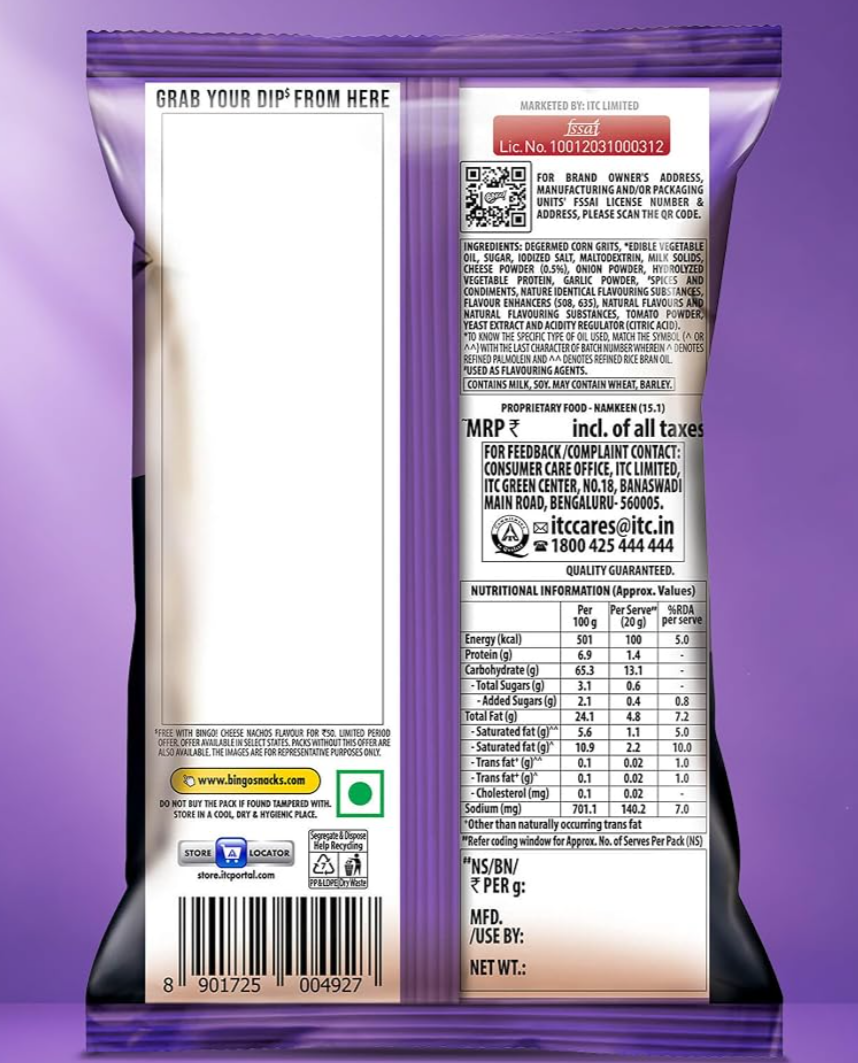 GRAB YOUR DIP$ FROM HERE
$FREE WITH BINGO! CHEESE NACHOS FLAVOUR FOR ₹50. LIMITED PERIOD
OFFER. OFFER AVAILABLE IN SELECT STATES. PACKS WITHOUT THIS OFFER ARE
ALSO AVAILABLE. THE IMAGES ARE FOR REPRESENTATIVE PURPOSES ONLY.
www.bingosnacks.com
DO NOT BUY THE PACK IF FOUND TAMPERED WITH.
STORE IN A COOL, DRY & HYGIENIC PLACE.
STORE LOCATOR
store.itcportal.com
Segregate & Dispose
Help Recycling
7
PP&LDPE Dry Waste
8 901725 004927
MARKETED BY: ITC LIMITED
fssai
Lic. No. 10012031000312
FOR BRAND OWNER'S ADDRESS,
MANUFACTURING AND/OR PACKAGING
UNITS' FSSAI LICENSE NUMBER &
ADDRESS, PLEASE SCAN THE QR CODE.
INGREDIENTS: DEGERMED CORN GRITS, *EDIBLE VEGETABLE
OIL, SUGAR, IODIZED SALT, MALTODEXTRIN, MILK SOLIDS,
CHEESE POWDER (0.5%), ONION POWDER, HYDROLYZED
VEGETABLE PROTEIN, GARLIC POWDER, #SPICES AND
CONDIMENTS, NATURE IDENTICAL FLAVOURING SUBSTANCES,
FLAVOUR ENHANCERS (508, 635), NATURAL FLAVOURS AND
NATURAL FLAVOURING SUBSTANCES, TOMATO POWDER,
YEAST EXTRACT AND ACIDITY REGULATOR (CITRIC ACID).
*TO KNOW THE SPECIFIC TYPE OF OIL USED, MATCH THE SYMBOL (^ OR
^^) WITH THE LAST CHARACTER OF BATCH NUMBER WHEREIN ^ DENOTES
REFINED PALMOLEIN AND ^^ DENOTES REFINED RICE BRAN OIL.
#USED AS FLAVOURING AGENTS.
CONTAINS MILK, SOY. MAY CONTAIN WHEAT, BARLEY.
PROPRIETARY FOOD - NAMKEEN (15.1)
~MRP ₹ incl. of all taxes
FOR FEEDBACK/COMPLAINT CONTACT:
CONSUMER CARE OFFICE, ITC LIMITED,
ITC GREEN CENTER, NO.18, BANASWADI
MAIN ROAD, BENGALURU- 560005.
itccares@itc.in
1800 425 444 444
QUALITY GUARANTEED.
NUTRITIONAL INFORMATION (Approx. Values)
Per 100 g Per Serve## (20 g) %RDA per serve
Energy (kcal) 501 100 5.0
Protein (g) 6.9 1.4 -
Carbohydrate (g) 65.3 13.1 -
- Total Sugars (g) 3.1 0.6 -
- Added Sugars (g) 2.1 0.4 0.8
Total Fat (g) 24.1 4.8 7.2
- Saturated fat (g)^^ 5.6 1.1 5.0
- Saturated fat (g)^ 10.9 2.2 10.0
- Trans fat+ (g)^^ 0.1 0.02 1.0
- Trans fat+ (g)^ 0.1 0.02 1.0
- Cholesterol (mg) 0.1 0.02 -
Sodium (mg) 701.1 140.2 7.0
+Other than naturally occurring trans fat
##Refer coding window for Approx. No. of Serves Per Pack (NS)
##NS/BN/
₹ PER g:
MFD.
/USE BY:
NET WT.: